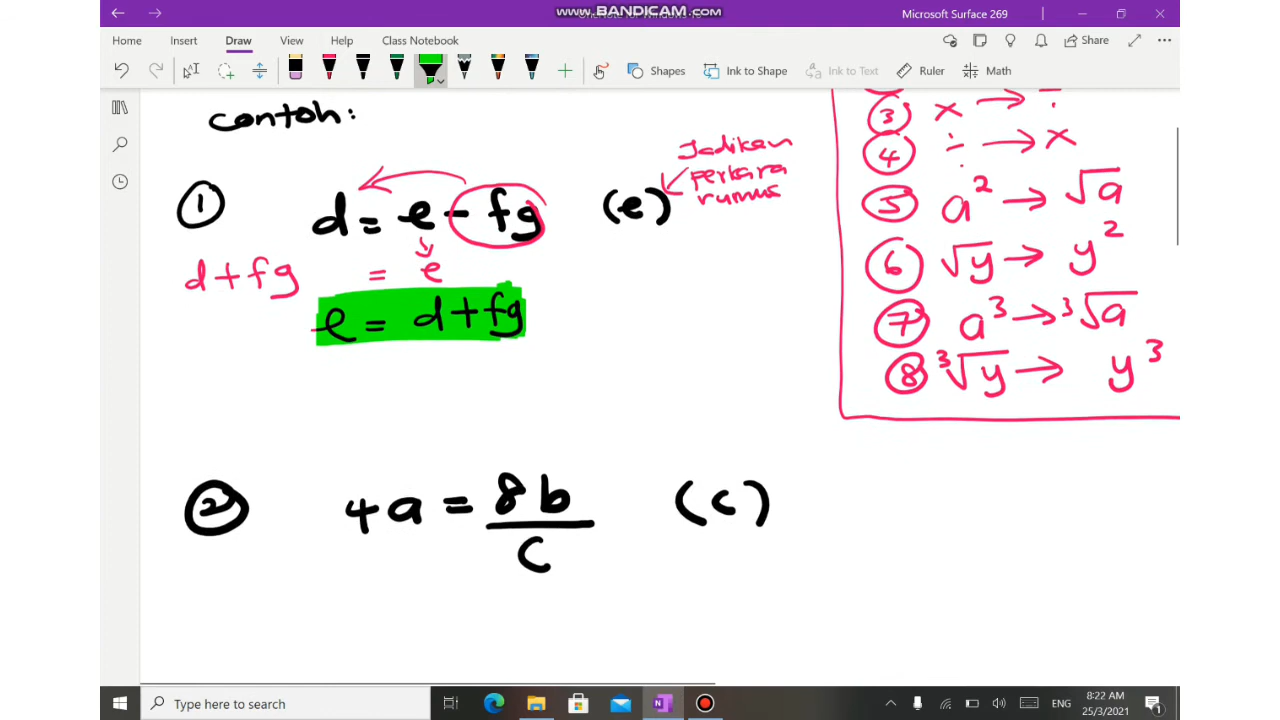 www.BANDICAM.com
Microsoft Surface 269
Home Insert Draw View Help Class Notebook Share
Shapes Ink to Shape Ink to Text Ruler Math
contoh:
① d = e - fg (e)
Jadikan
perkara
rumus
d + fg = e
e = d + fg
② 4a = 8b/c (c)
③ × → ÷
④ ÷ → ×
⑤ a² → √a
⑥ √y → y²
⑦ a³ → ³√a
⑧ ³√y → y³
Type here to search
ENG
8:22 AM
25/3/2021
1